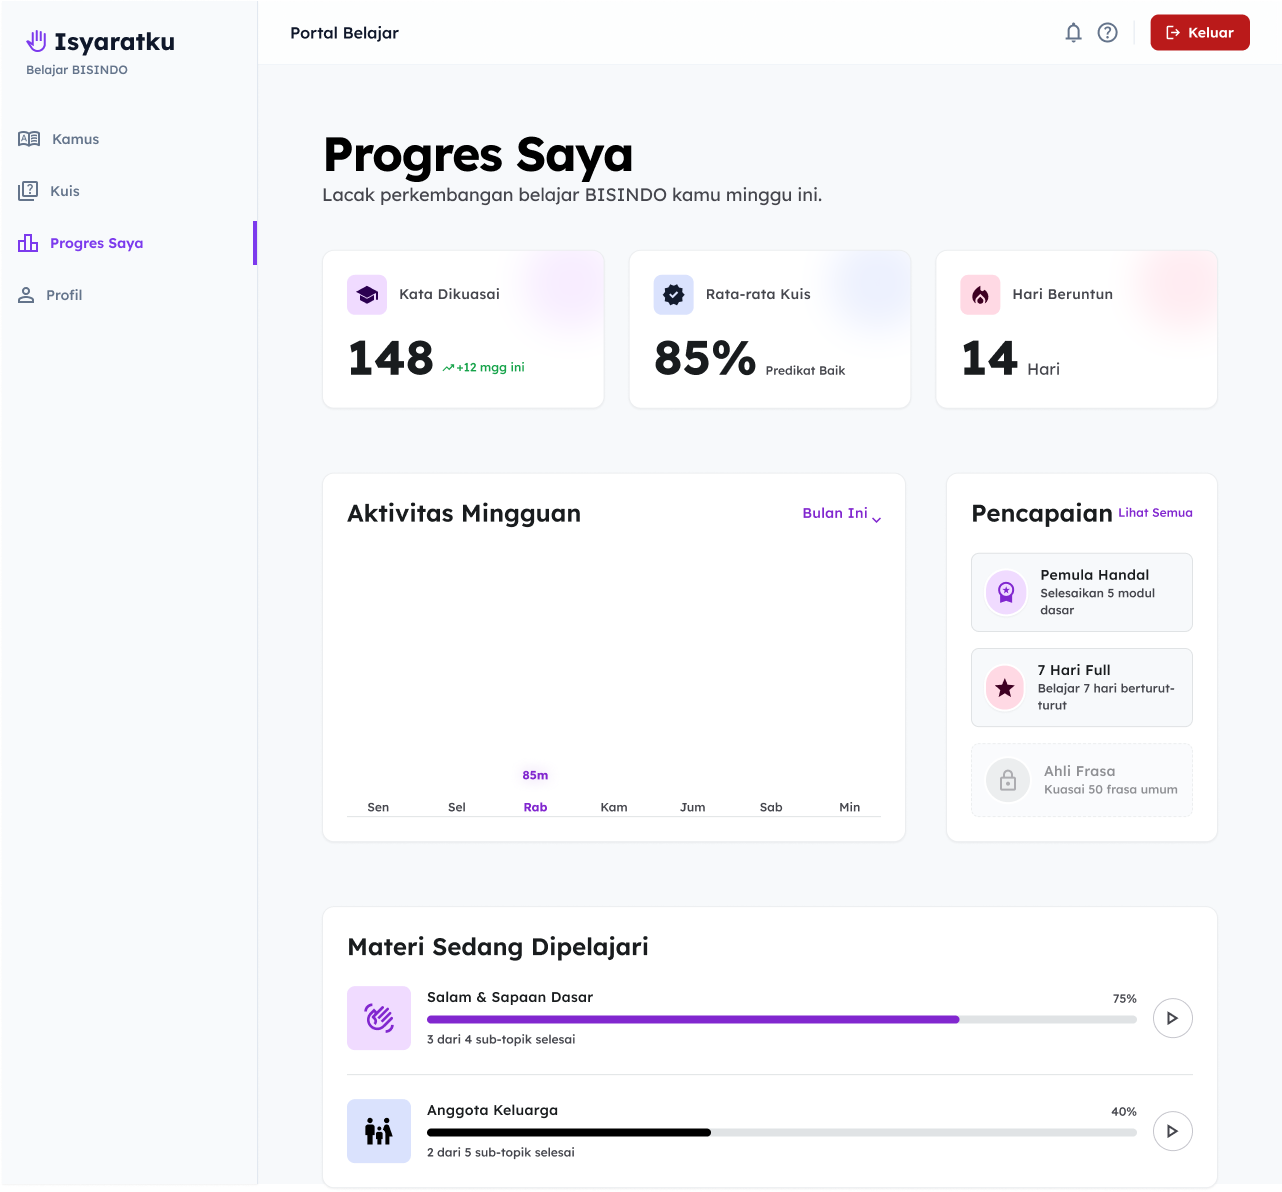 Isyaratku
Belajar BISINDO
Kamus
Kuis
Progres Saya
Profil
Portal Belajar
Keluar
Progres Saya
Lacak perkembangan belajar BISINDO kamu minggu ini.
Kata Dikuasai
148 +12 mgg ini
Rata-rata Kuis
85% Predikat Baik
Hari Beruntun
14 Hari
Aktivitas Mingguan
Bulan Ini
85m
Sen Sel Rab Kam Jum Sab Min
Pencapaian Lihat Semua
Pemula Handal
Selesaikan 5 modul
dasar
7 Hari Full
Belajar 7 hari berturut-
turut
Ahli Frasa
Kuasai 50 frasa umum
Materi Sedang Dipelajari
Salam & Sapaan Dasar 75%
3 dari 4 sub-topik selesai
Anggota Keluarga 40%
2 dari 5 sub-topik selesai